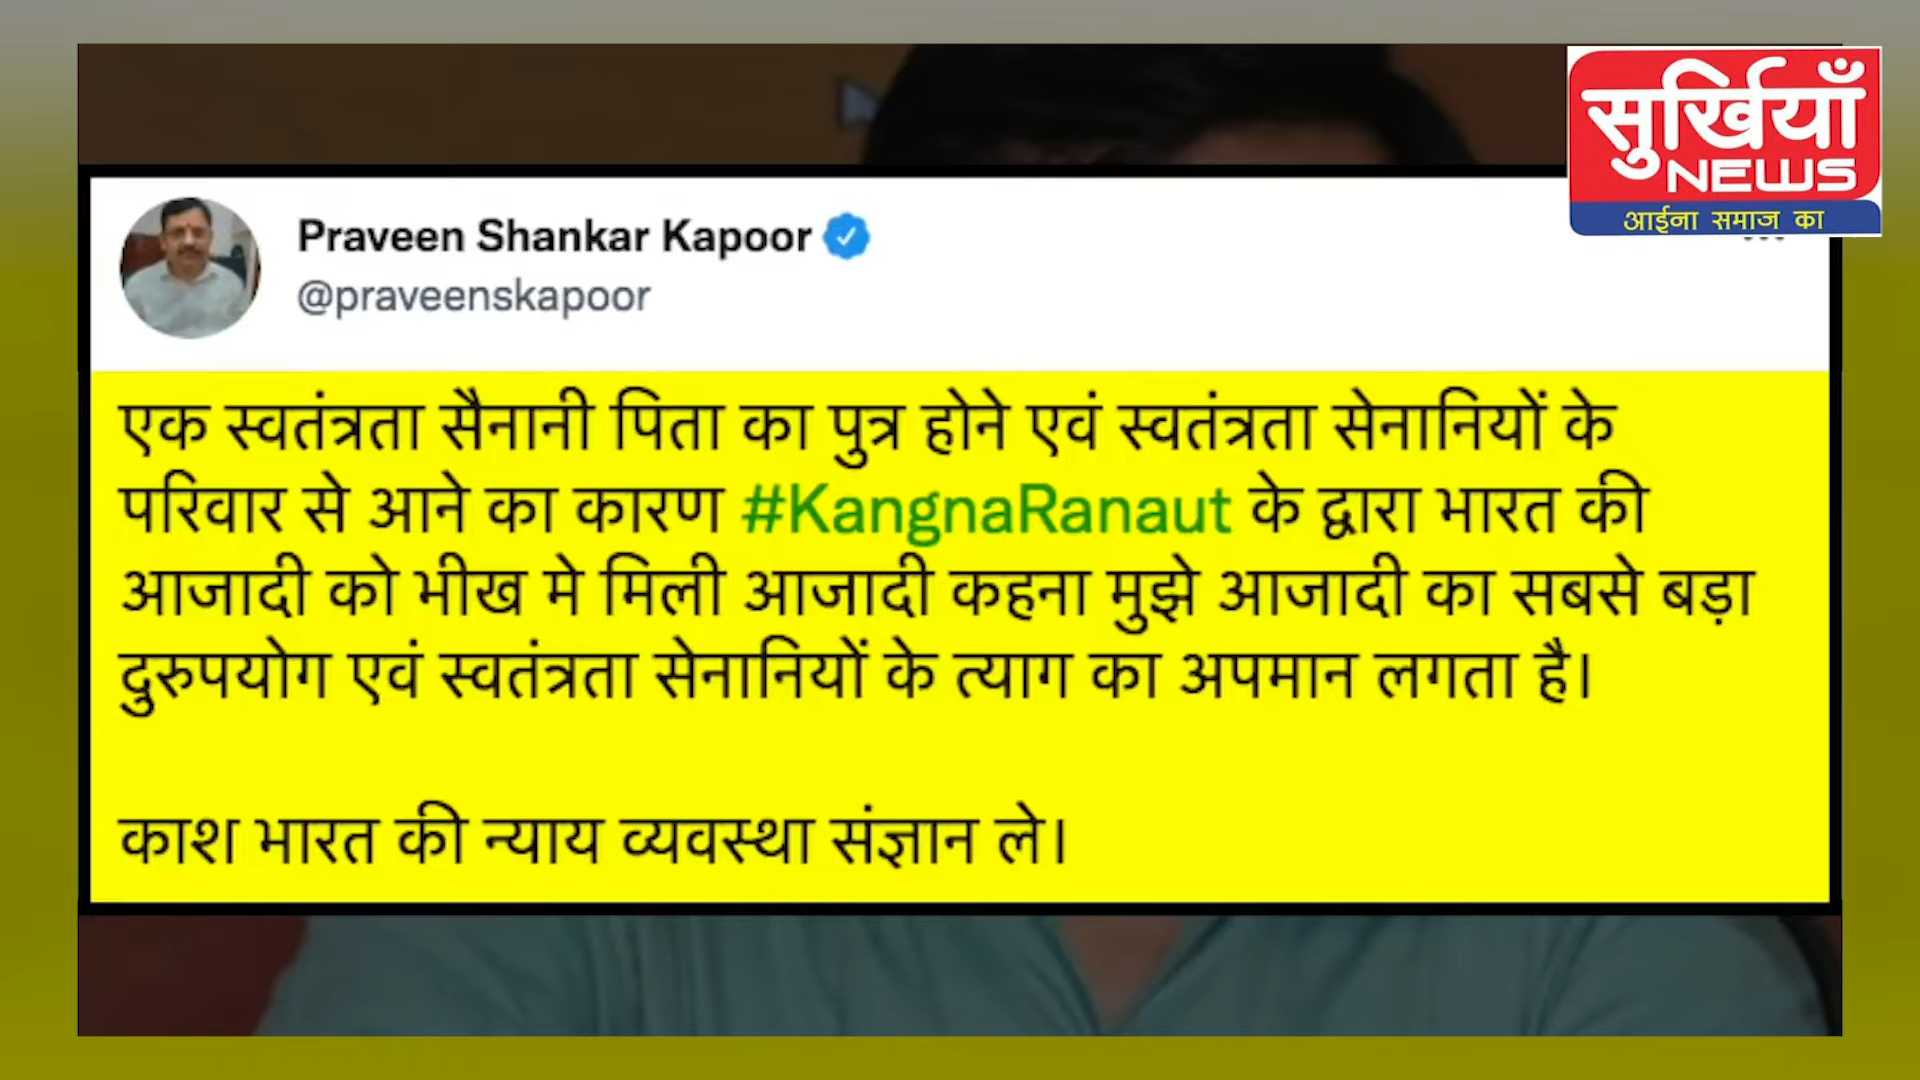 सुर्खियाँ
NEWS
आईना समाज का
Praveen Shankar Kapoor
@praveenskapoor
एक स्वतंत्रता सैनानी पिता का पुत्र होने एवं स्वतंत्रता सेनानियों के
परिवार से आने का कारण #KangnaRanaut के द्वारा भारत की
आजादी को भीख मे मिली आजादी कहना मुझे आजादी का सबसे बड़ा
दुरुपयोग एवं स्वतंत्रता सेनानियों के त्याग का अपमान लगता है।
काश भारत की न्याय व्यवस्था संज्ञान ले।